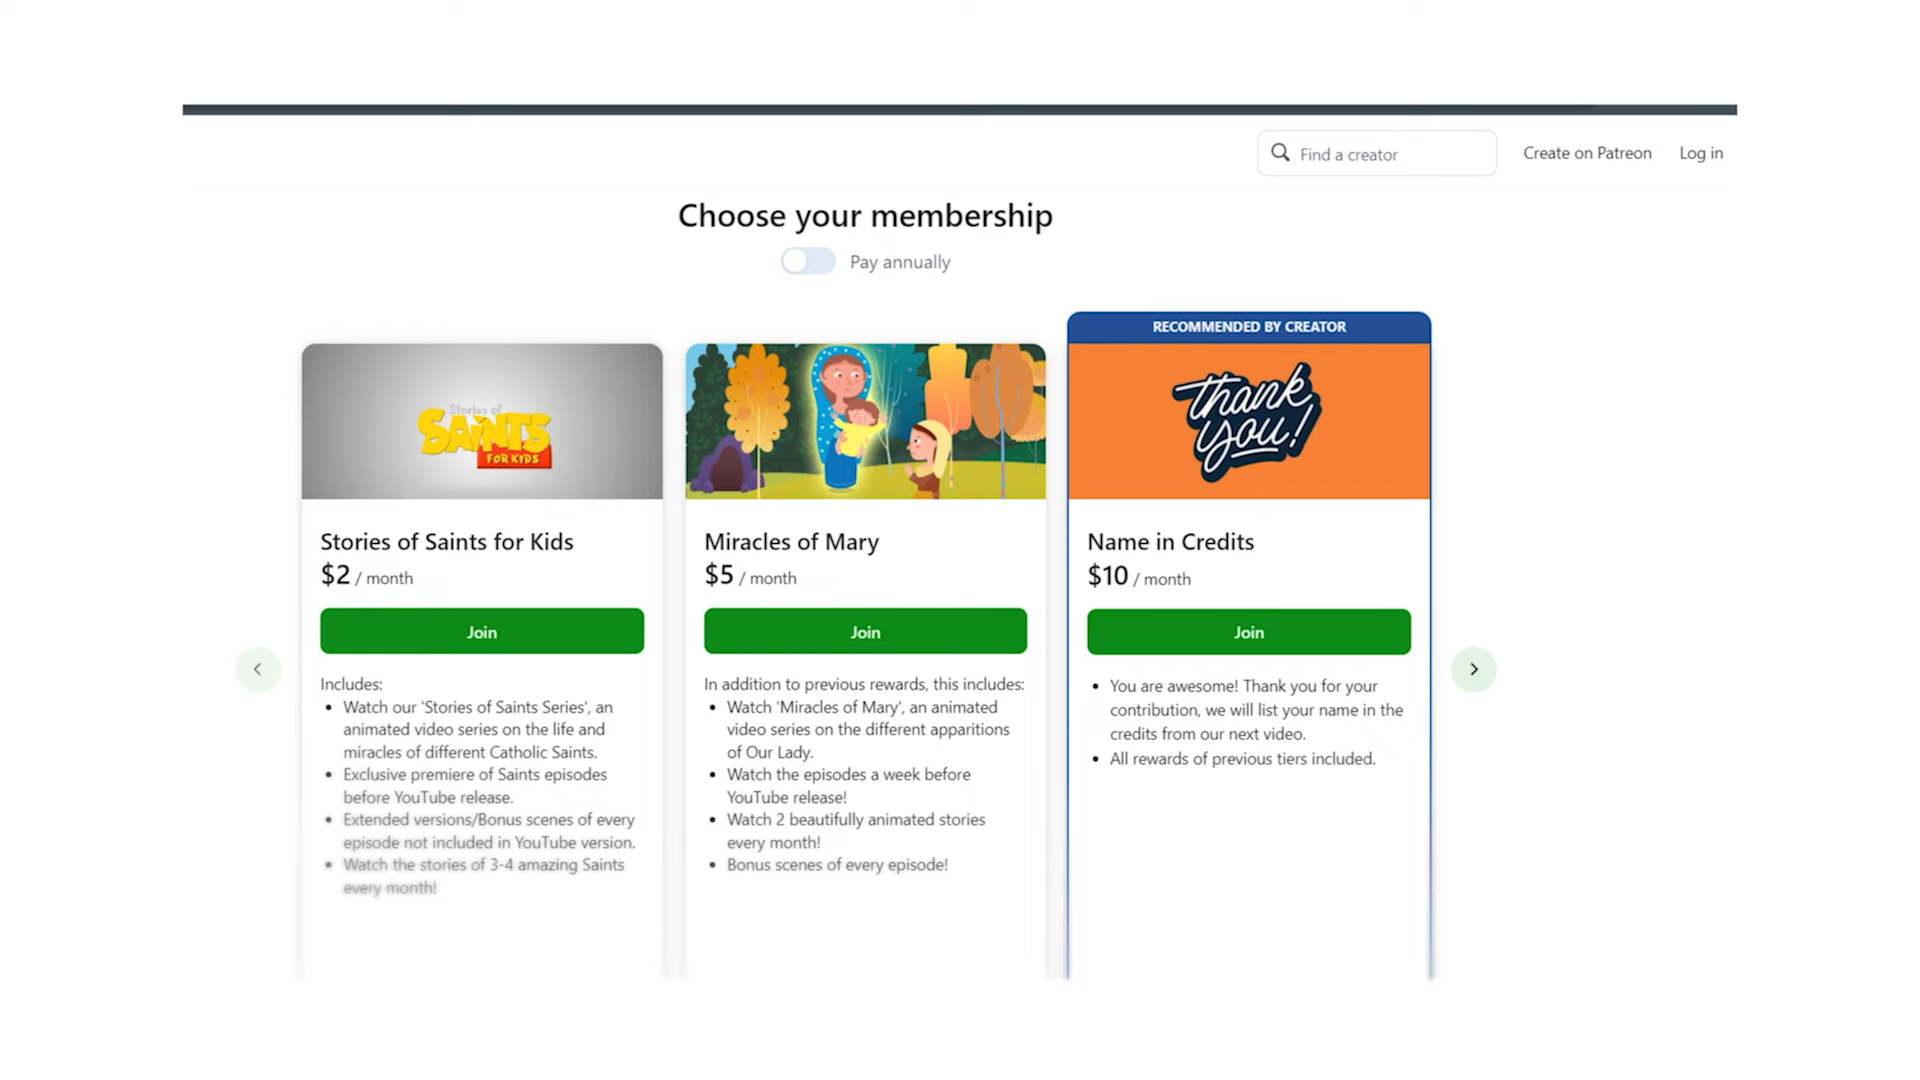 Find a creator
Create on Patreon
Log in
Choose your membership
Pay annually
Stories of
SAINTS
FOR KIDS
Stories of Saints for Kids
$2 / month
Join
Includes:
Watch our 'Stories of Saints Series', an
animated video series on the life and
miracles of different Catholic Saints.
Exclusive premiere of Saints episodes
before YouTube release.
Extended versions/Bonus scenes of every
episode not included in YouTube version.
Watch the stories of 3-4 amazing Saints
every month!
Miracles of Mary
$5 / month
Join
In addition to previous rewards, this includes:
Watch 'Miracles of Mary', an animated
video series on the different apparitions
of Our Lady.
Watch the episodes a week before
YouTube release!
Watch 2 beautifully animated stories
every month!
Bonus scenes of every episode!
RECOMMENDED BY CREATOR
thank
you!
Name in Credits
$10 / month
Join
You are awesome! Thank you for your
contribution, we will list your name in the
credits from our next video.
All rewards of previous tiers included.